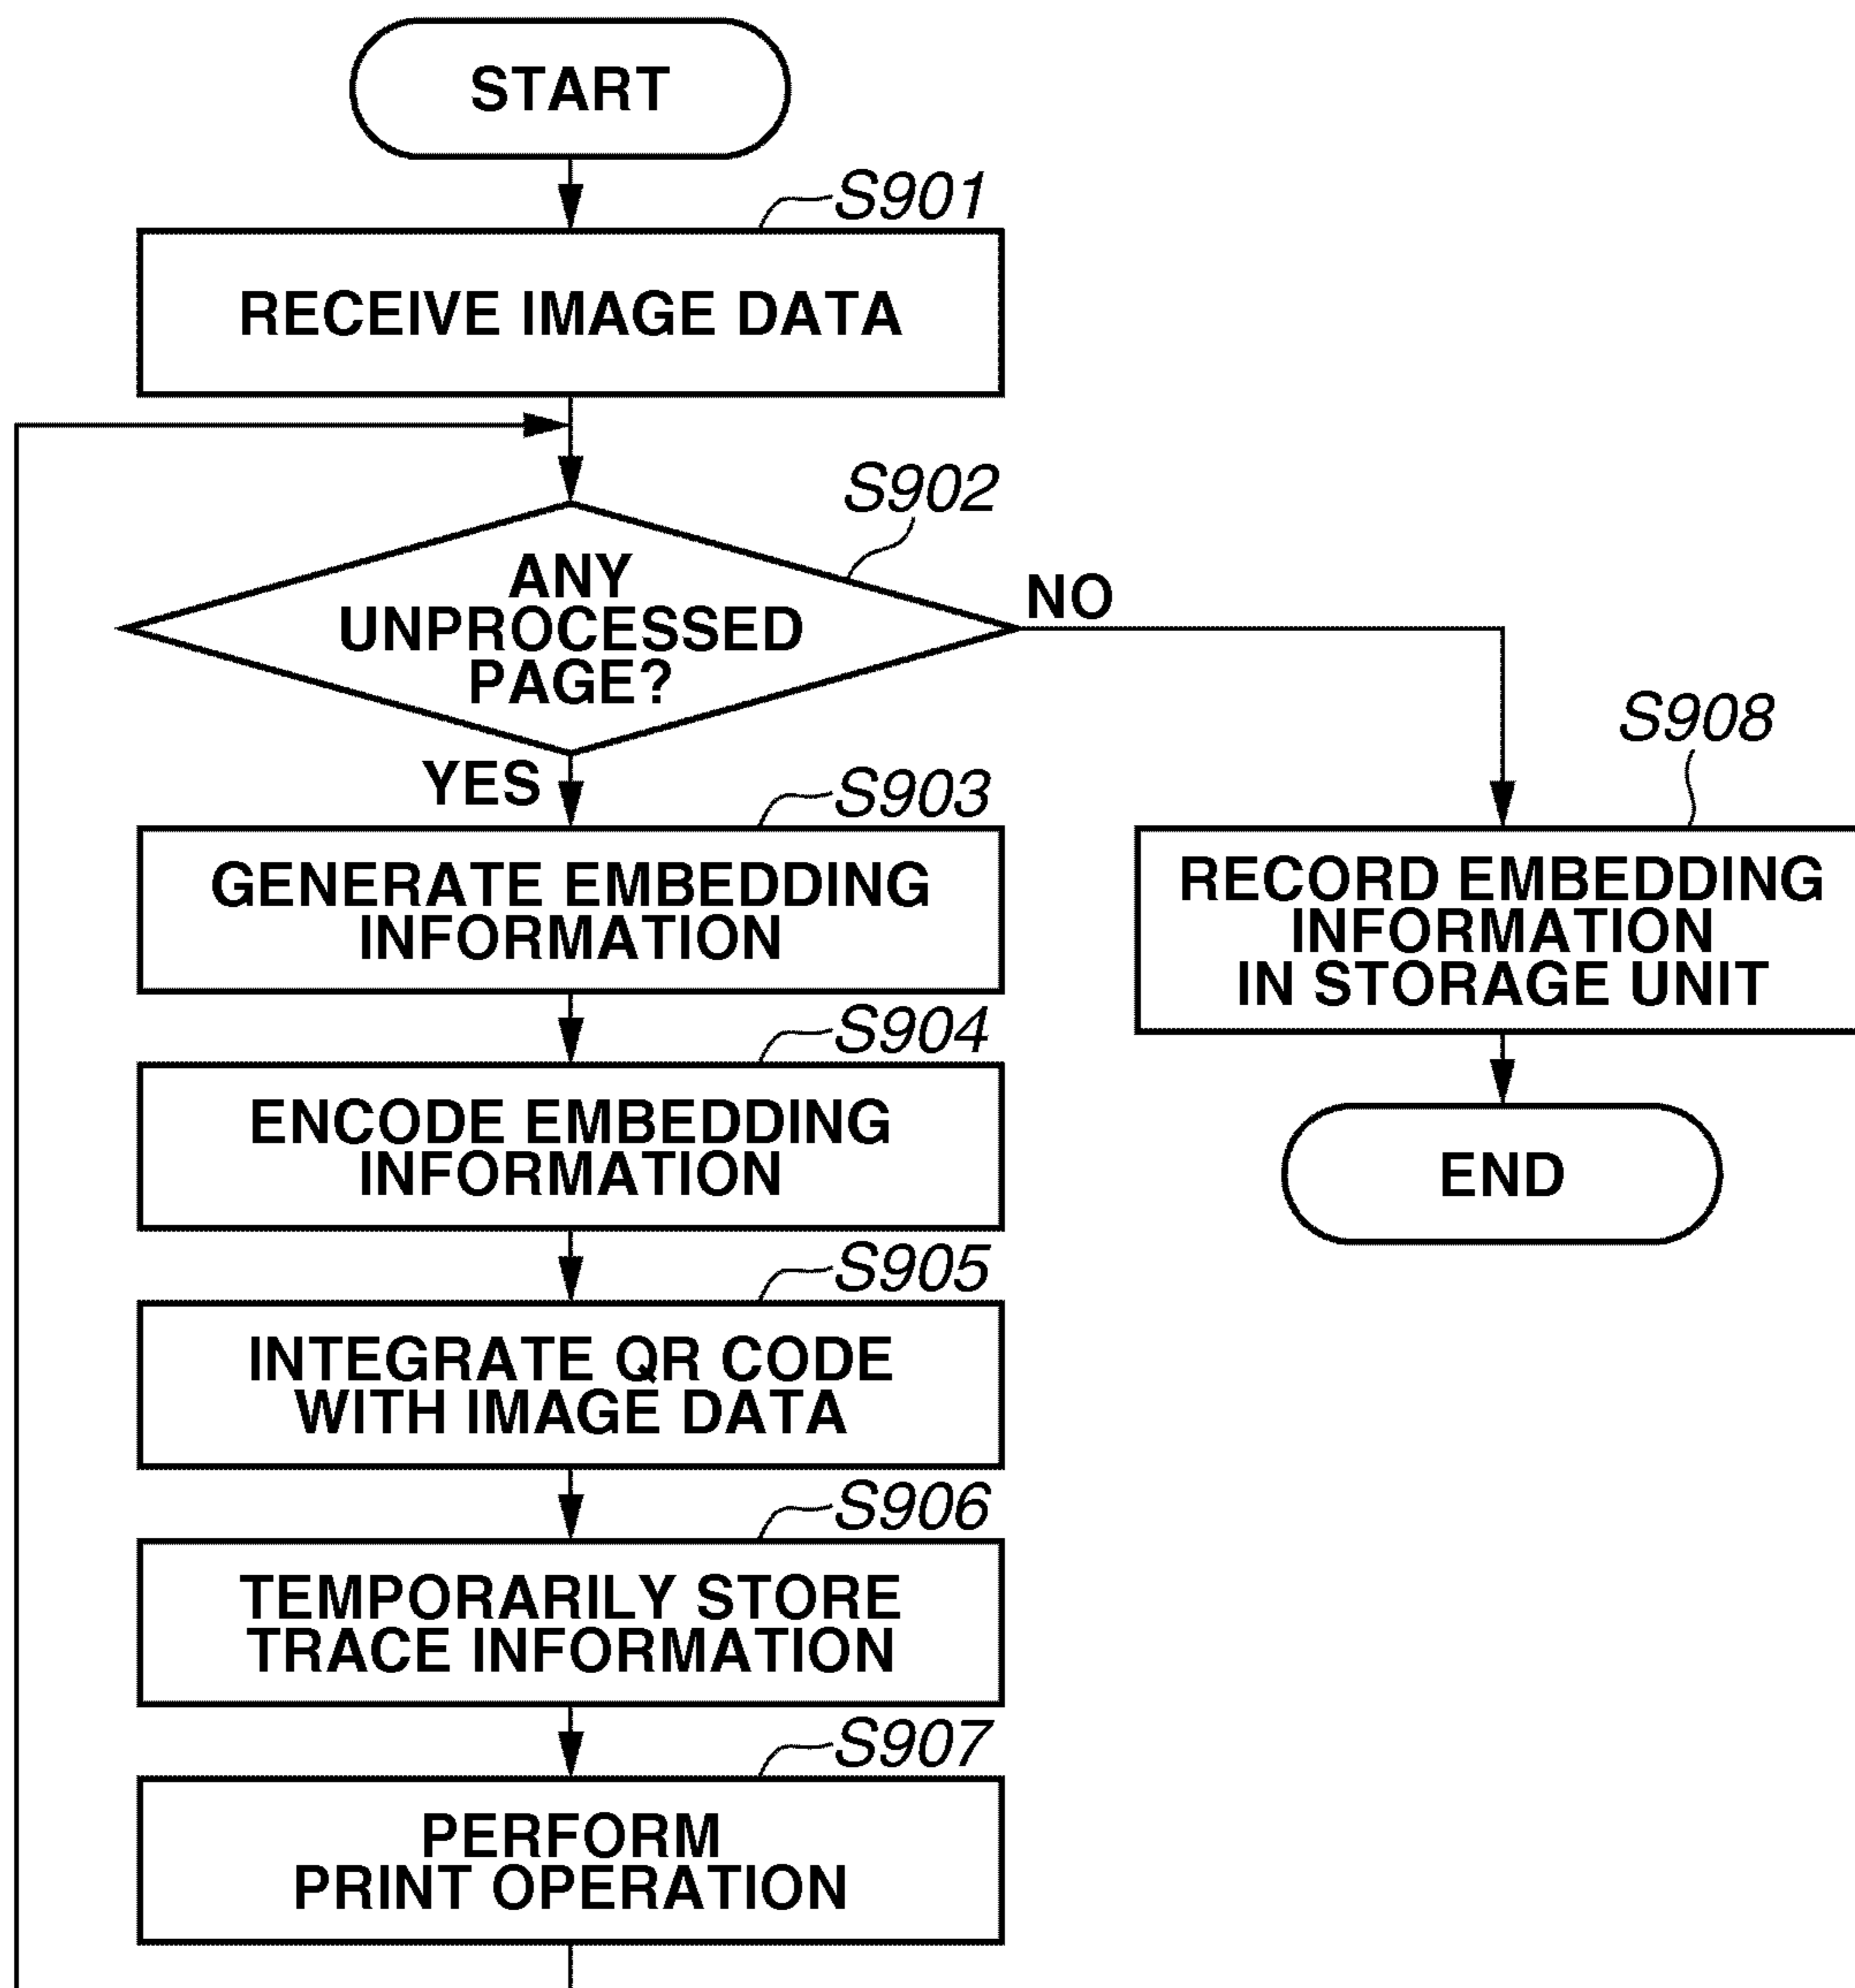 START
S901
RECEIVE IMAGE DATA
S902
ANY
UNPROCESSED
PAGE?
NO
YES
S903
GENERATE EMBEDDING
INFORMATION
S908
RECORD EMBEDDING
INFORMATION
IN STORAGE UNIT
S904
ENCODE EMBEDDING
INFORMATION
END
S905
INTEGRATE QR CODE
WITH IMAGE DATA
S906
TEMPORARILY STORE
TRACE INFORMATION
S907
PERFORM
PRINT OPERATION